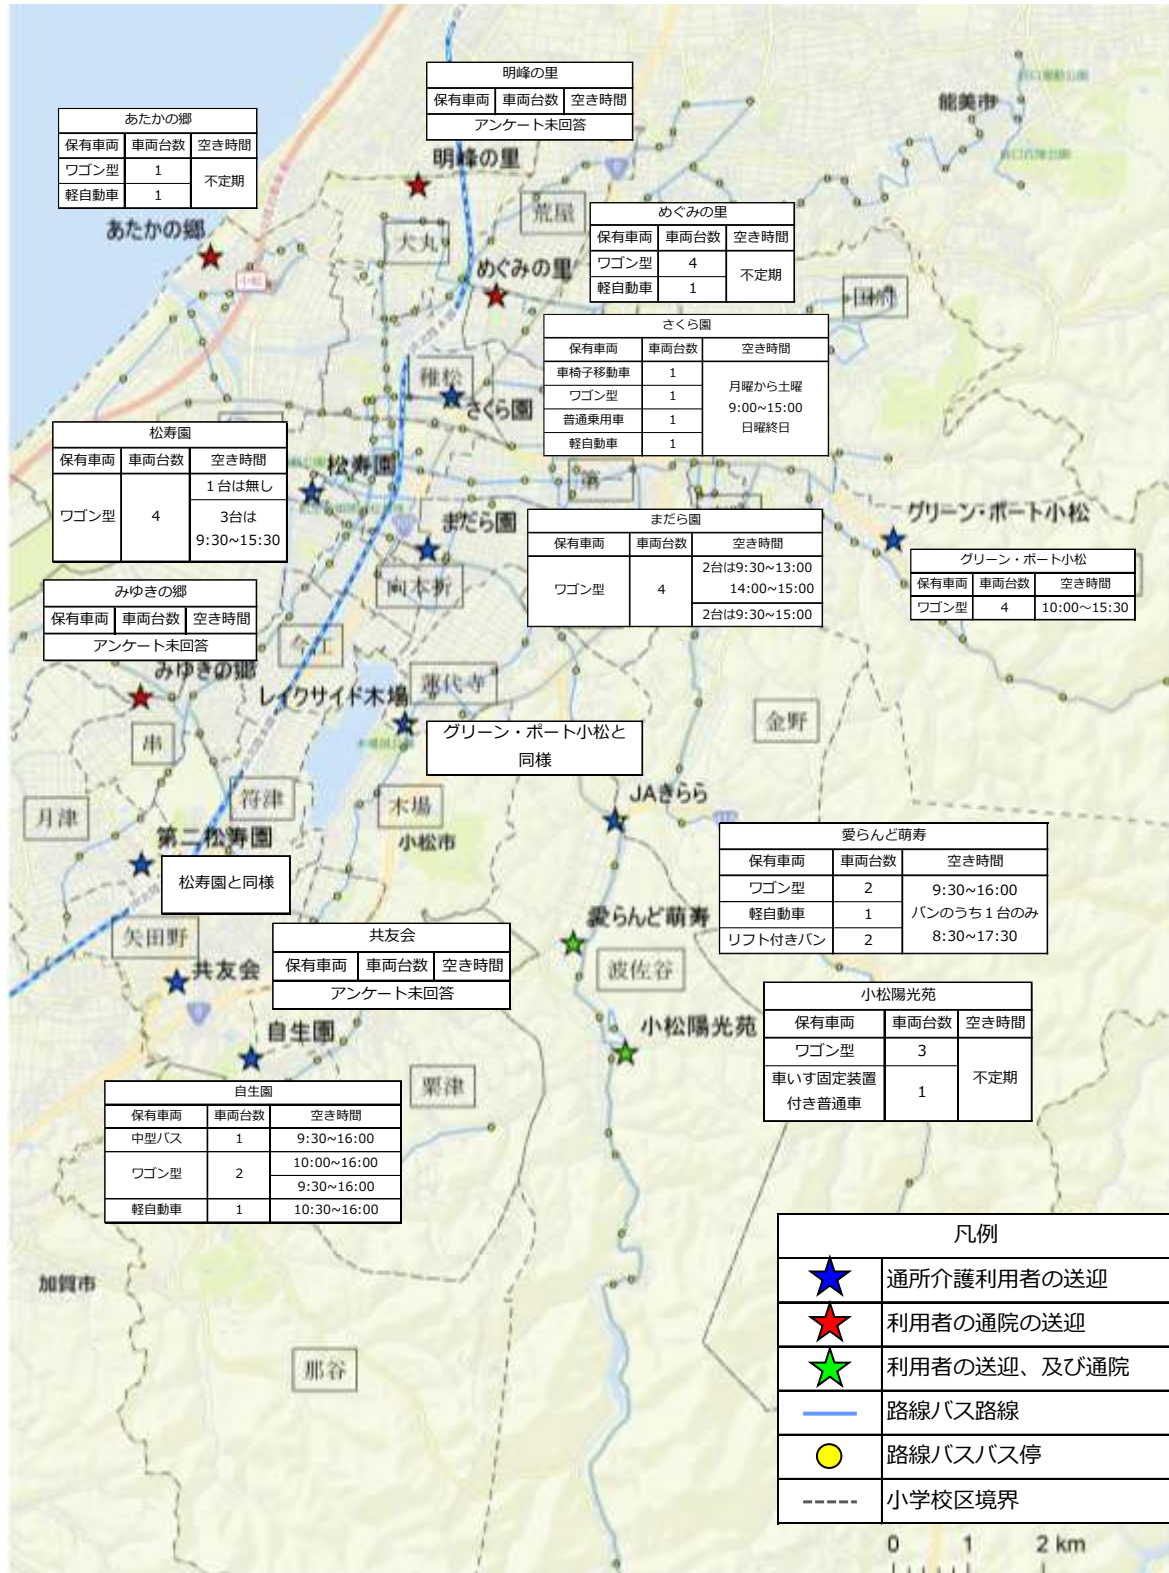 能美市
明峰の里
保有車両 車両台数 空き時間
アンケート未回答
明峰の里
あたかの郷
保有車両 車両台数 空き時間
ワゴン型 1 不定期
軽自動車 1
あたかの郷
荒屋
大丸
小松
めぐみの里
保有車両 車両台数 空き時間
ワゴン型 4 不定期
軽自動車 1
めぐみの里
国府
さくら園
保有車両 車両台数 空き時間
車椅子移動車 1 月曜から土曜
ワゴン型 1 9:00~15:00
普通乗用車 1 日曜終日
軽自動車 1
稚松
さくら園
松寿園
保有車両 車両台数 空き時間
ワゴン型 4 1台は無し
3台は
9:30~15:30
松寿園
まだら園
グリーン・ポート小松
まだら園
保有車両 車両台数 空き時間
ワゴン型 4 2台は9:30~13:00
14:00~15:00
2台は9:30~15:00
グリーン・ポート小松
保有車両 車両台数 空き時間
ワゴン型 4 10:00~15:30
向本折
みゆきの郷
保有車両 車両台数 空き時間
アンケート未回答
今江
みゆきの郷
レイクサイド木場
蓮代寺
グリーン・ポート小松と
同様
金野
串
符津
木場
月津
小松市
JAきらら
第二松寿園
松寿園と同様
愛らんど萌寿
保有車両 車両台数 空き時間
ワゴン型 2 9:30~16:00
軽自動車 1 バンのうち1台のみ
リフト付きバン 2 8:30~17:30
愛らんど萌寿
矢田野
共友会
共友会
保有車両 車両台数 空き時間
アンケート未回答
波佐谷
小松陽光苑
保有車両 車両台数 空き時間
ワゴン型 3 不定期
車いす固定装置
付き普通車 1
小松陽光苑
自生園
粟津
自生園
保有車両 車両台数 空き時間
中型バス 1 9:30~16:00
ワゴン型 2 10:00~16:00
9:30~16:00
軽自動車 1 10:30~16:00
加賀市
那谷
凡例
通所介護利用者の送迎
利用者の通院の送迎
利用者の送迎、及び通院
路線バス路線
路線バスバス停
小学校区境界
0 1 2 km